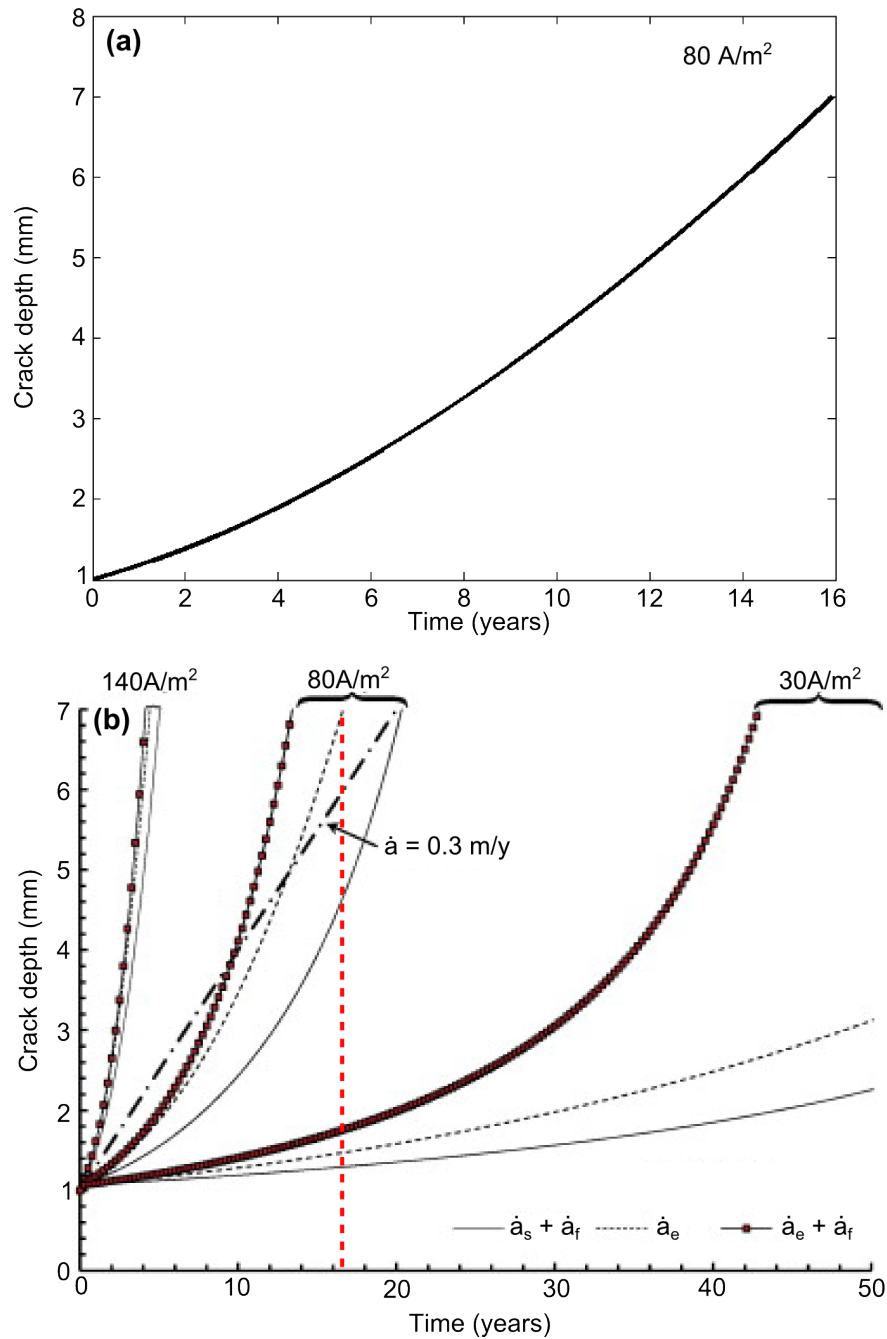 (a)
80 A/m²
8
7
6
5
4
3
2
1
Crack depth (mm)
0 2 4 6 8 10 12 14 16
Time (years)
140A/m² 80A/m² 30A/m²
(b)
7
6
5
4
3
2
1
0
Crack depth (mm)
ȧ = 0.3 m/y
ȧs + ȧf ȧe ȧe + ȧf
0 10 20 30 40 50
Time (years)